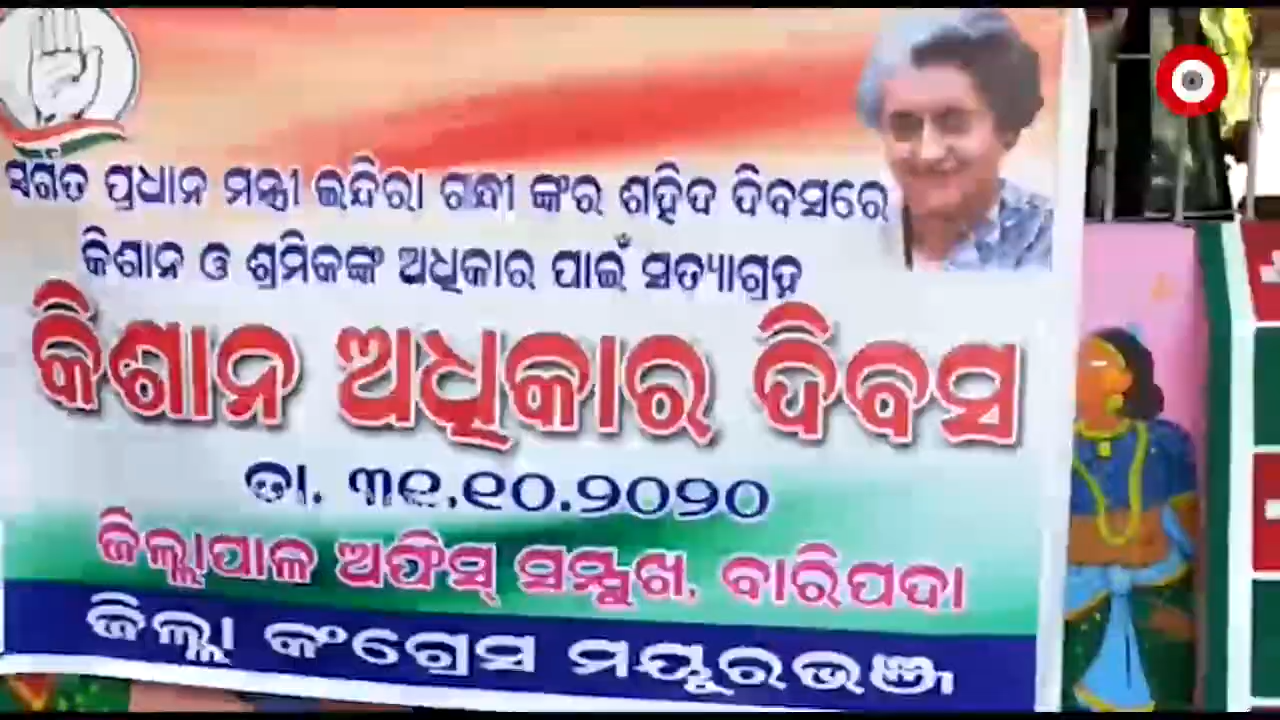 ସ୍ୱର୍ଗତ ପ୍ରଧାନ ମନ୍ତ୍ରୀ ଇନ୍ଦିରା ଗନ୍ଧୀ ଙ୍କର ଶହିଦ ଦିବସରେ
କିଶାନ ଓ ଶ୍ରମିକଙ୍କ ଅଧିକାର ପାଇଁ ସତ୍ୟାଗ୍ରହ
କିଶାନ ଅଧିକାର ଦିବସ
ତା. ୩୧.୧୦.୨୦୨୦
ଜିଲ୍ଲାପାଳ ଅଫିସ୍ ସମ୍ମୁଖ, ବାରିପଦା
ଜିଲ୍ଲା କଂଗ୍ରେସ ମୟୂରଭଞ୍ଜ